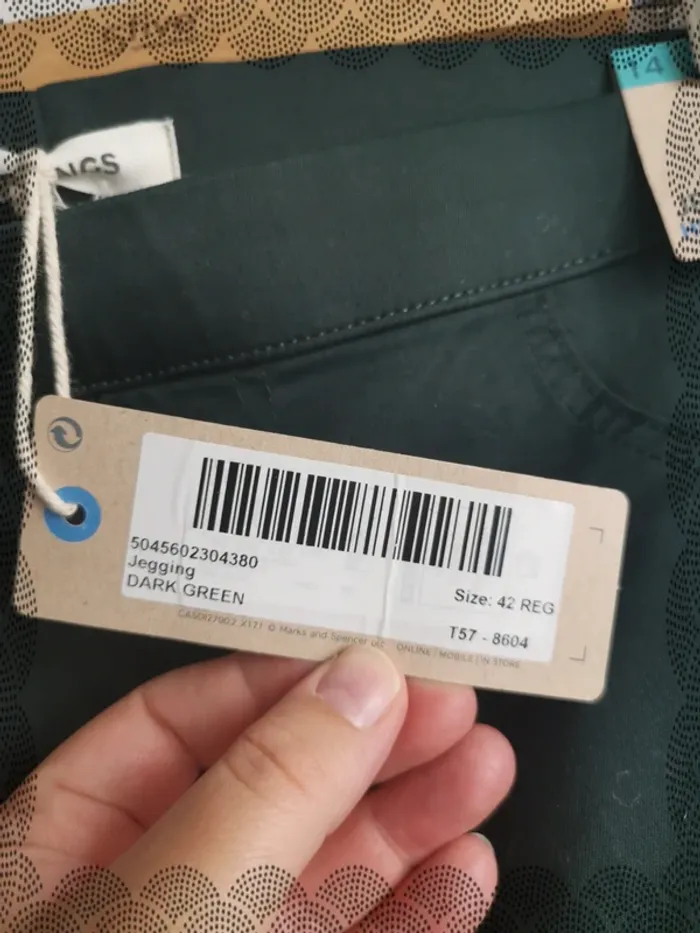 NGS
14
5045602304380
Jegging
DARK GREEN
Size: 42 REG
T57 - 8604
© Marks and Spencer plc ONLINE | MOBILE | IN STORE